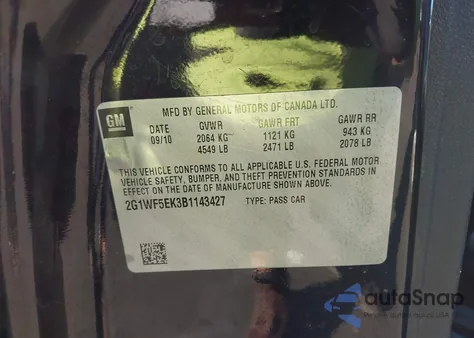 GM
MFD BY GENERAL MOTORS OF CANADA LTD.
DATE GVWR GAWR FRT GAWR RR
09/10 2064 KG 1121 KG 943 KG
4549 LB 2471 LB 2078 LB
THIS VEHICLE CONFORMS TO ALL APPLICABLE U.S. FEDERAL MOTOR
VEHICLE SAFETY, BUMPER, AND THEFT PREVENTION STANDARDS IN
EFFECT ON THE DATE OF MANUFACTURE SHOWN ABOVE.
2G1WF5EK3B1143427 TYPE: PASS CAR
autoSnap